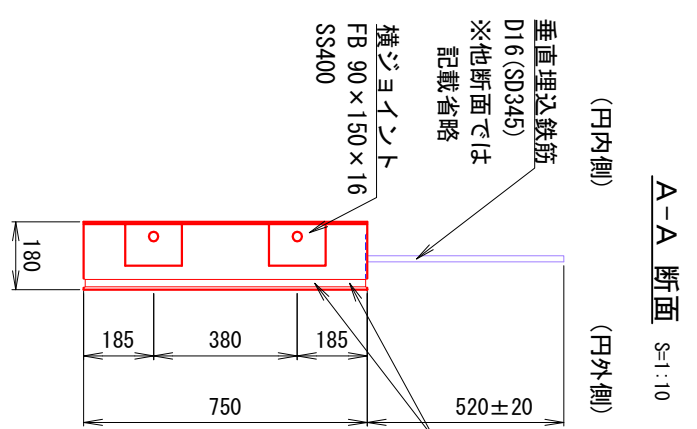 A-A 断面 S=1:10
(円内側)
(円外側)
垂直埋込鉄筋
D16(SD345)
※他断面では
記載省略
横ジョイント
FB 90×150×16
SS400
180
185
380
185
750
520±20